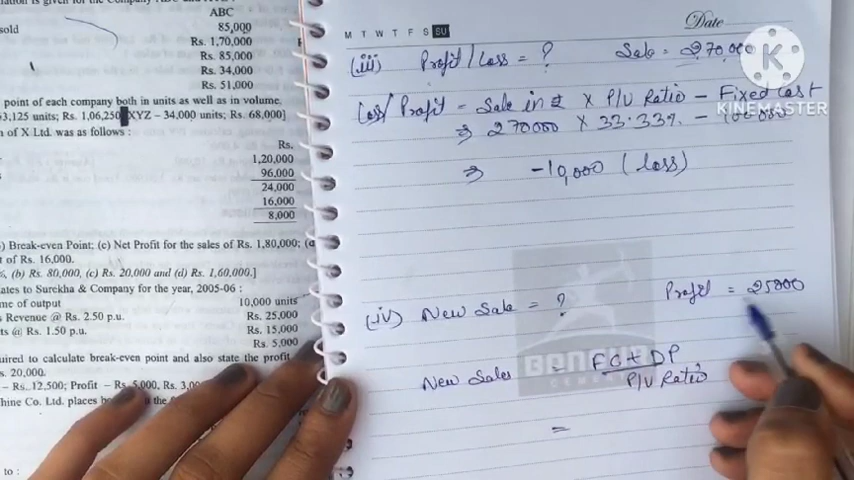 ABC
sold 85,000
Rs. 1,70,000
Rs. 85,000
Rs. 34,000
Rs. 51,000
point of each company both in units as well as in volume.
53,125 units; Rs. 1,06,250 XYZ – 34,000 units; Rs. 68,000]
n of X Ltd. was as follows :
Rs.
1,20,000
96,000
24,000
16,000
8,000
) Break-even Point; (c) Net Profit for the sales of Rs. 1,80,000; (d
t of Rs. 16,000.
%, (b) Rs. 80,000, (c) Rs. 20,000 and (d) Rs. 1,60,000.]
ates to Surekha & Company for the year, 2005-06 :
me of output 10,000 units
s Revenue @ Rs. 2.50 p.u. Rs. 25,000
ts @ Rs. 1.50 p.u. Rs. 15,000
Rs. 5,000
uired to calculate break-even point and also state the profit
s. 20,000.
– Rs. 12,500; Profit – Rs. 5,000
hine Co. Ltd. places
to :
M T W T F S SU
Date
(iii) Profit/Loss = ? Sale = 270,000
Loss/Profit = Sale in ₹ × P/V Ratio – Fixed Cost
⇒ 270000 × 33.33% –
⇒ -10,000 (loss)
(iv) New Sale = ? Profit = 25000
New Sales = FC + DP
P/V Ratio
=
K
KINEMASTER